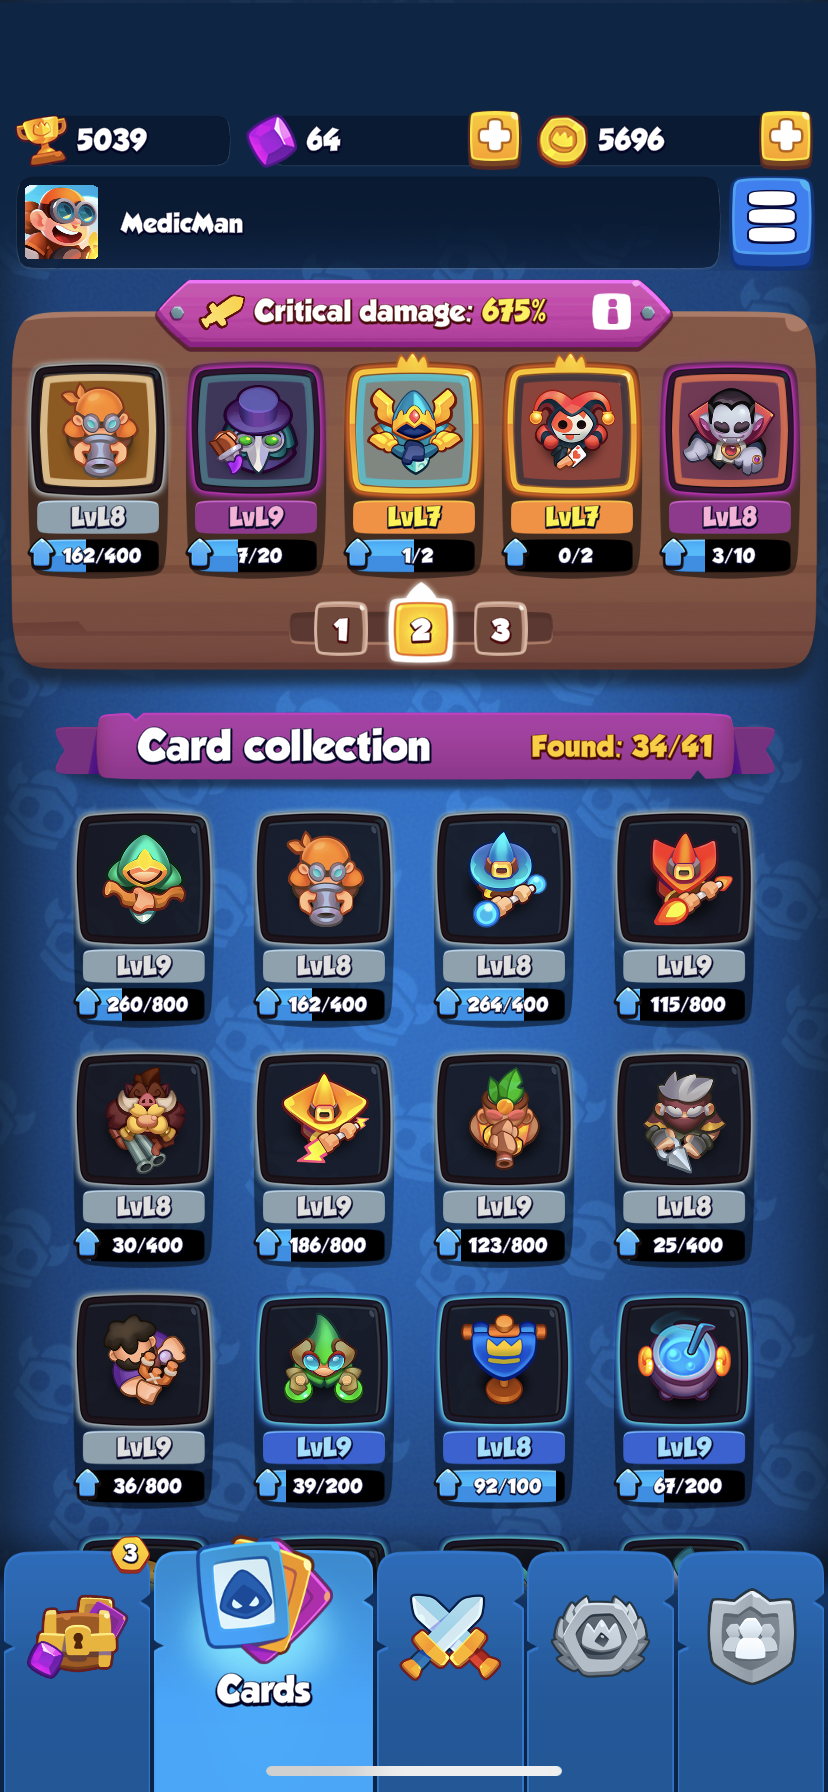 5039 64 5696
MedicMan
Critical damage: 675%
LvL8 LvL9 LvL7 LvL7 LvL8
162/400 7/20 1/2 0/2 3/10
1 2 3
Card collection Found: 34/41
LvL9 LvL8 LvL8 LvL9
260/800 162/400 264/400 115/800
LvL8 LvL9 LvL9 LvL8
30/400 186/800 123/800 25/400
LvL9 LvL9 LvL8 LvL9
36/800 39/200 92/100 67/200
3
Cards